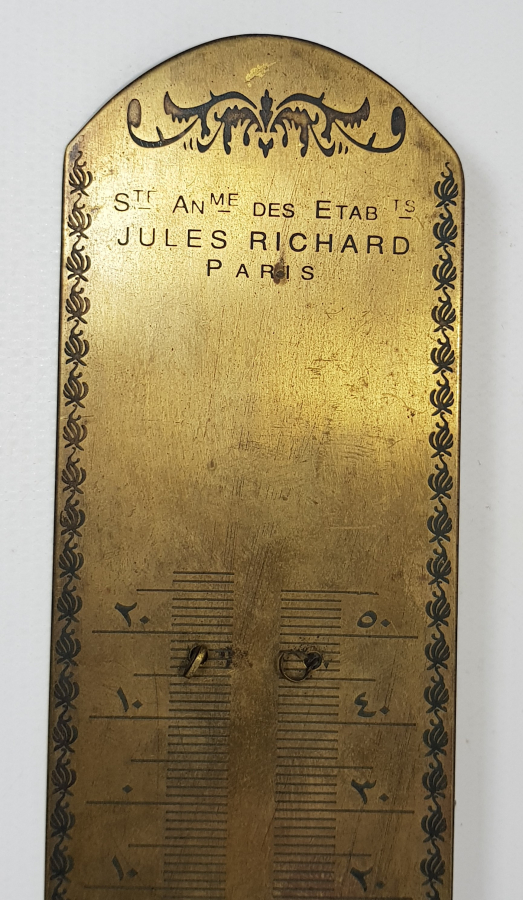 STE ANME DES ETABTS
JULES RICHARD
PARIS
٢٠ ٥٠
١٠ ٤٠
٠ ٣٠
١٠ ٢٠